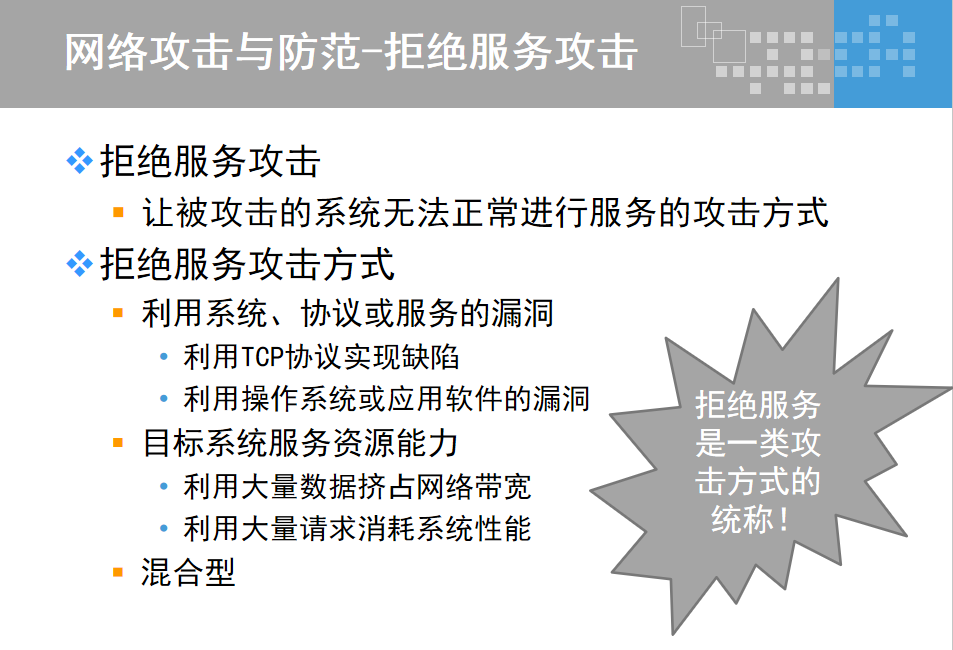 网络攻击与防范-拒绝服务攻击
拒绝服务攻击
让被攻击的系统无法正常进行服务的攻击方式
拒绝服务攻击方式
利用系统、协议或服务的漏洞
利用TCP协议实现缺陷
利用操作系统或应用软件的漏洞
目标系统服务资源能力
利用大量数据挤占网络带宽
利用大量请求消耗系统性能
混合型
拒绝服务
是一类攻
击方式的
统称！